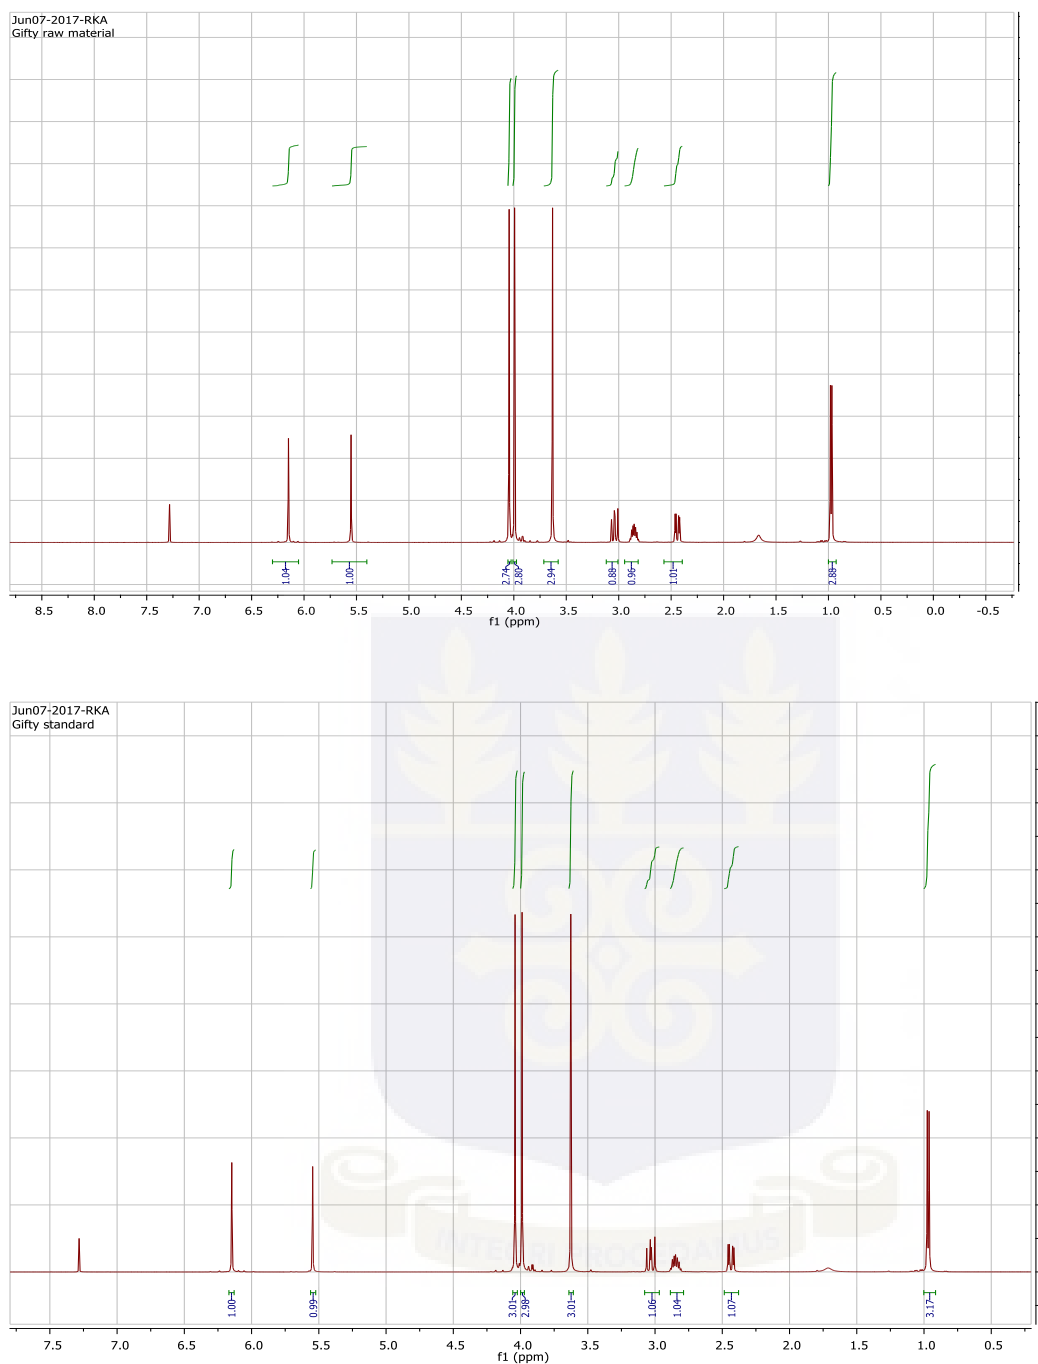 Jun07-2017-RKA
Gifty raw material
1.04 1.00 2.74 2.80 2.94 0.88 0.96 1.01 2.88
8.5 8.0 7.5 7.0 6.5 6.0 5.5 5.0 4.5 4.0 3.5 3.0 2.5 2.0 1.5 1.0 0.5 0.0 -0.5
f1 (ppm)
Jun07-2017-RKA
Gifty standard
INTEGRI PROCEDAMUS
1.00 0.99 3.01 2.98 3.01 1.06 1.04 1.07 3.17
7.5 7.0 6.5 6.0 5.5 5.0 4.5 4.0 3.5 3.0 2.5 2.0 1.5 1.0 0.5
f1 (ppm)